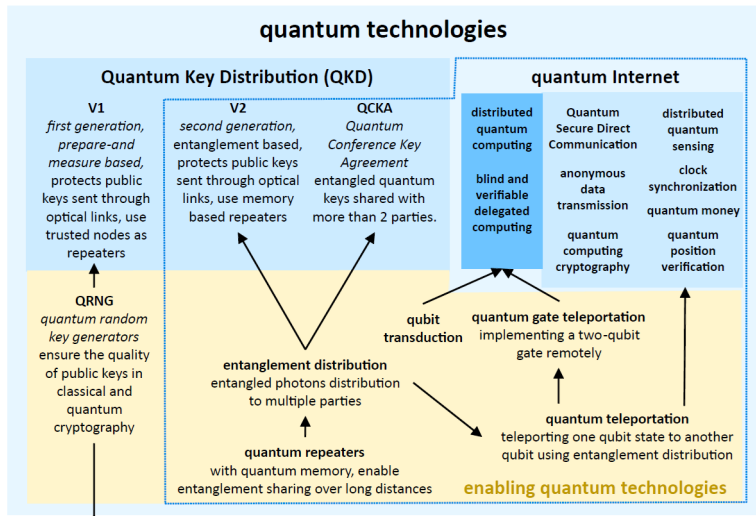 quantum technologies
Quantum Key Distribution (QKD)
V1
first generation,
prepare-and
measure based,
protects public
keys sent through
optical links, use
trusted nodes as
repeaters
V2
second generation,
entanglement based,
protects public keys
sent through optical
links, use memory
based repeaters
QCKA
Quantum
Conference Key
Agreement
entangled quantum
keys shared with
more than 2 parties.
quantum Internet
distributed
quantum
computing
blind and
verifiable
delegated
computing
Quantum
Secure Direct
Communication
anonymous
data
transmission
quantum
computing
cryptography
distributed
quantum
sensing
clock
synchronization
quantum money
quantum
position
verification
QRNG
quantum random
key generators
ensure the quality
of public keys in
classical and
quantum
cryptography
entanglement distribution
entangled photons distribution
to multiple parties
quantum repeaters
with quantum memory, enable
entanglement sharing over long distances
qubit
transduction
quantum gate teleportation
implementing a two-qubit
gate remotely
quantum teleportation
teleporting one qubit state to another
qubit using entanglement distribution
enabling quantum technologies